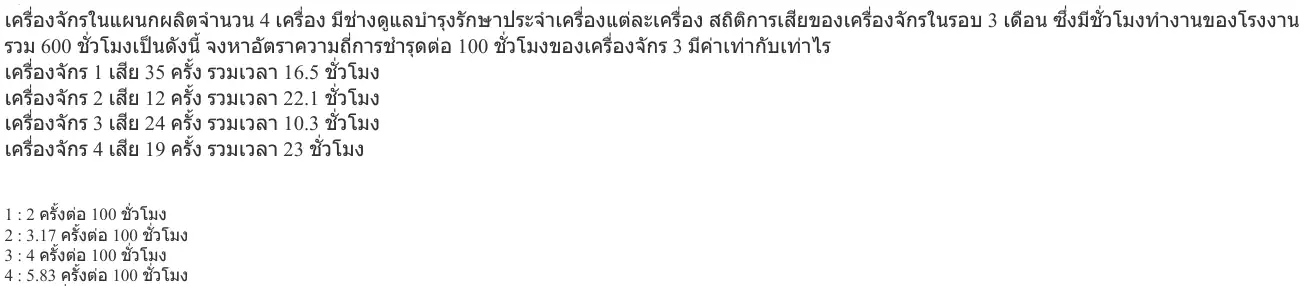 เครื่องจักรในแผนกผลิตจำนวน 4 เครื่อง มีช่างดูแลบำรุงรักษาประจำเครื่องแต่ละเครื่อง สถิติการเสียของเครื่องจักรในรอบ 3 เดือน ซึ่งมีชั่วโมงทำงานของโรงงาน
รวม 600 ชั่วโมงเป็นดังนี้ จงหาอัตราความถี่การชำรุดต่อ 100 ชั่วโมงของเครื่องจักร 3 มีค่าเท่ากับเท่าไร
เครื่องจักร 1 เสีย 35 ครั้ง รวมเวลา 16.5 ชั่วโมง
เครื่องจักร 2 เสีย 12 ครั้ง รวมเวลา 22.1 ชั่วโมง
เครื่องจักร 3 เสีย 24 ครั้ง รวมเวลา 10.3 ชั่วโมง
เครื่องจักร 4 เสีย 19 ครั้ง รวมเวลา 23 ชั่วโมง
1 : 2 ครั้งต่อ 100 ชั่วโมง
2 : 3.17 ครั้งต่อ 100 ชั่วโมง
3 : 4 ครั้งต่อ 100 ชั่วโมง
4 : 5.83 ครั้งต่อ 100 ชั่วโมง